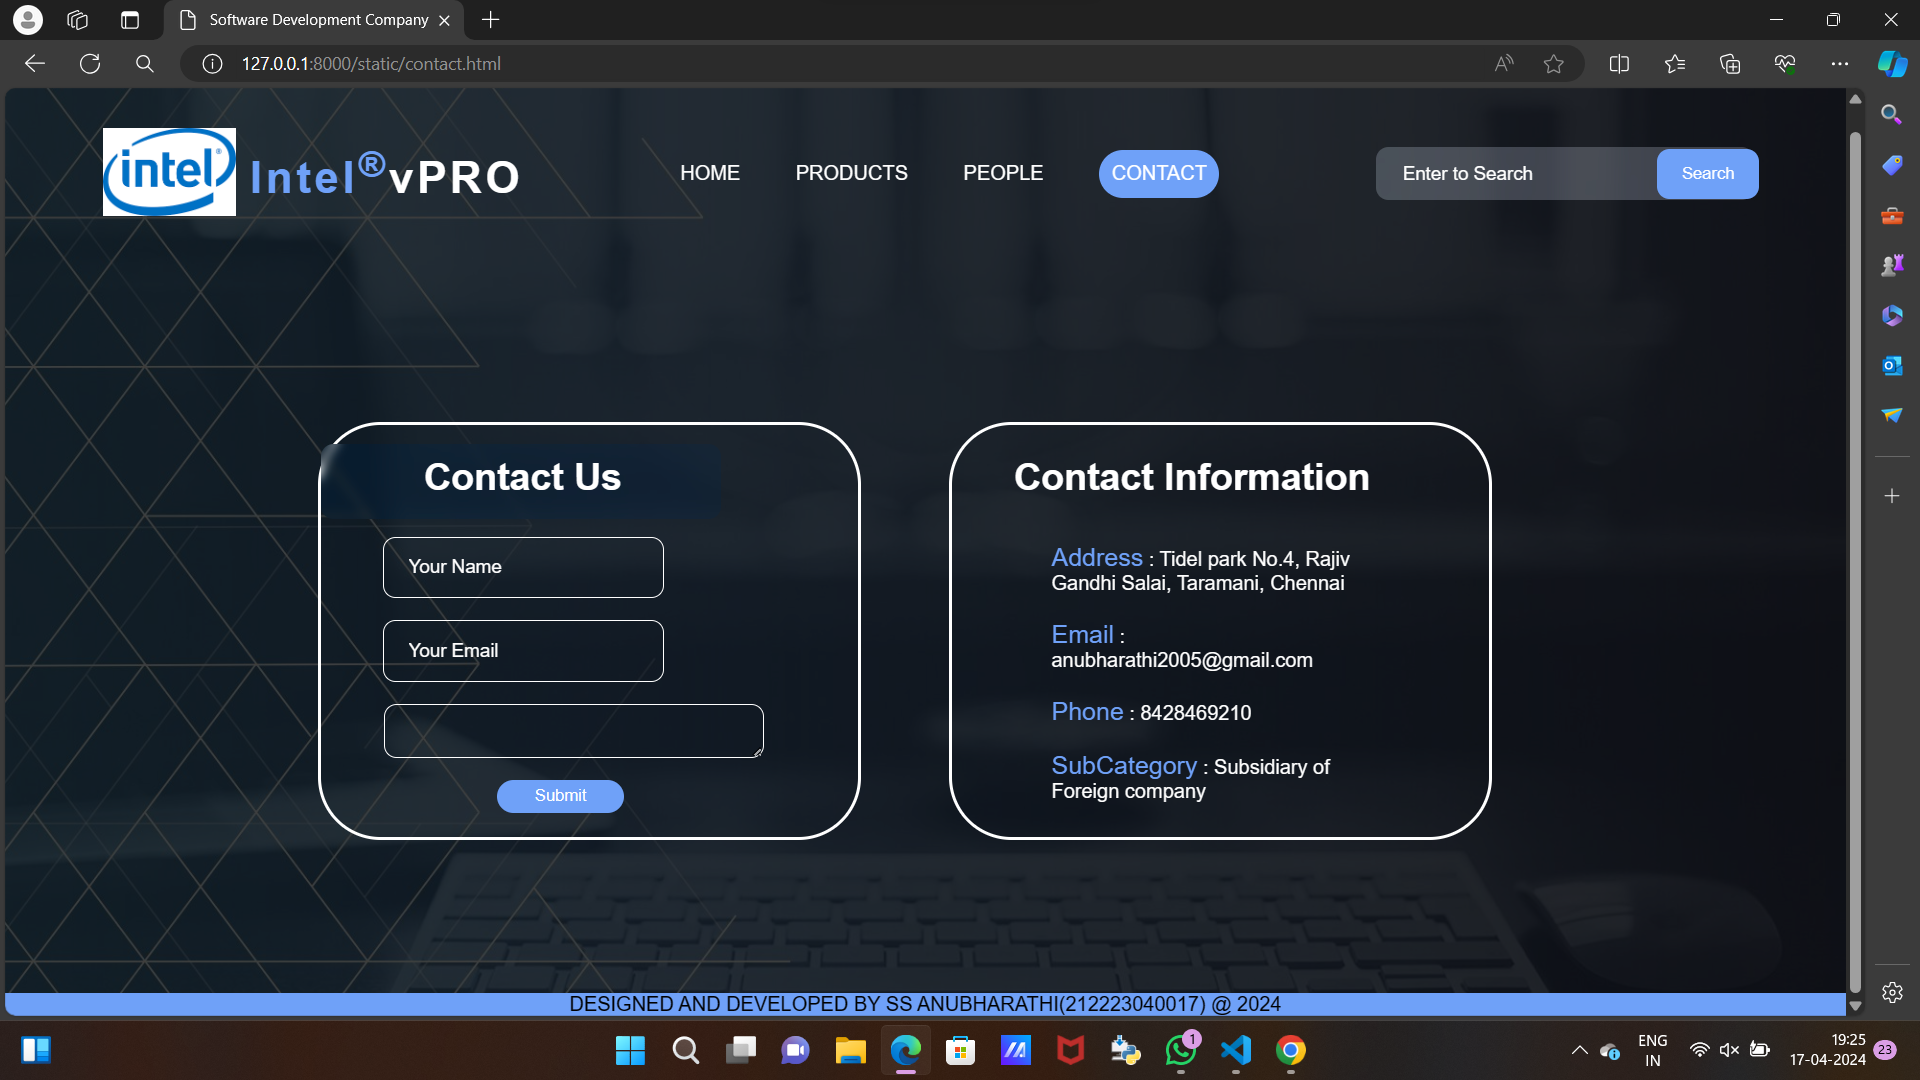 Software Development Company
127.0.0.1:8000/static/contact.html
intel®
Intel®vPRO
HOME
PRODUCTS
PEOPLE
CONTACT
Enter to Search
Search
Contact Us
Your Name
Your Email
Submit
Contact Information
Address : Tidel park No.4, Rajiv
Gandhi Salai, Taramani, Chennai
Email :
anubharathi2005@gmail.com
Phone : 8428469210
SubCategory : Subsidiary of
Foreign company
DESIGNED AND DEVELOPED BY SS ANUBHARATHI(212223040017) @ 2024
1
ENG
IN
19:25
17-04-2024
23